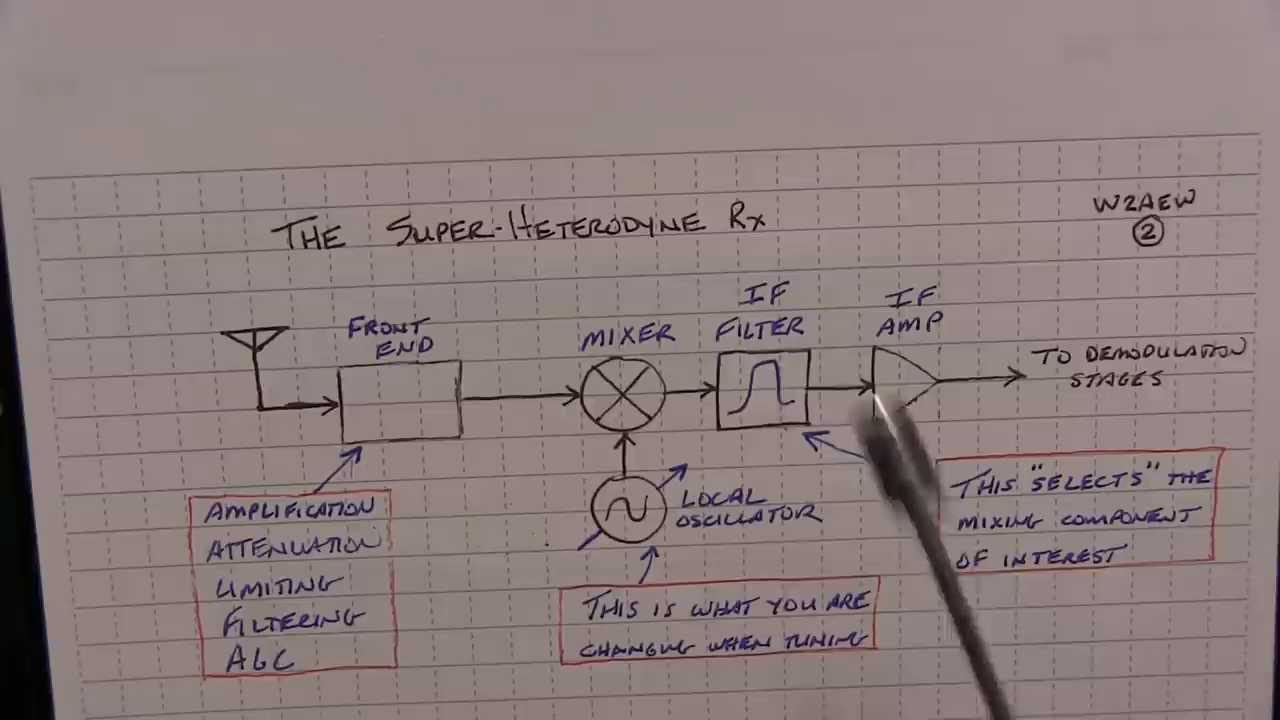 THE SUPER-HETERODYNE Rx
W2AEW
2
FRONT
END
MIXER
IF
FILTER
IF
AMP
TO DEMODULATION
STAGES
LOCAL
OSCILLATOR
AMPLIFICATION
ATTENUATION
LIMITING
FILTERING
AGC
THIS IS WHAT YOU ARE
CHANGING WHEN TUNING
THIS "SELECTS" THE
MIXING COMPONENT
OF INTEREST